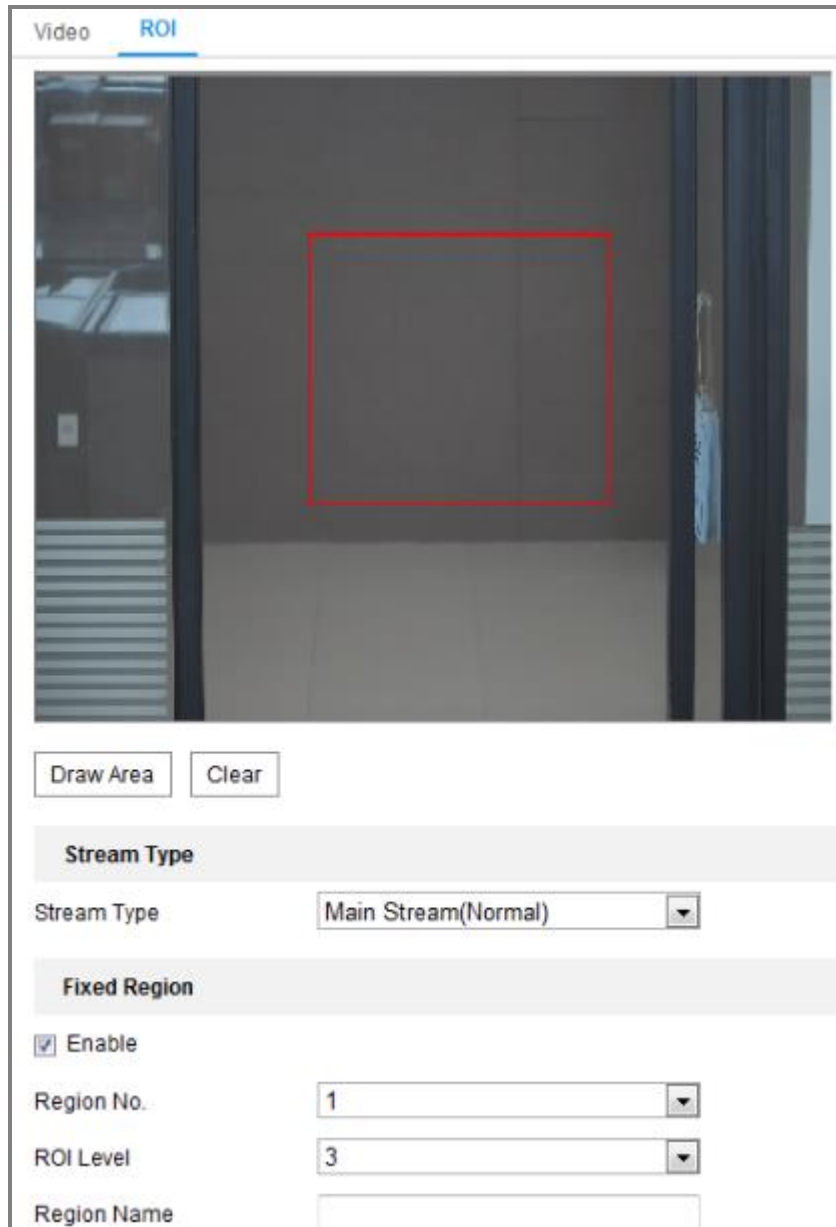 Video ROI
Draw Area Clear
Stream Type
Stream Type Main Stream(Normal)
Fixed Region
Enable
Region No. 1
ROI Level 3
Region Name